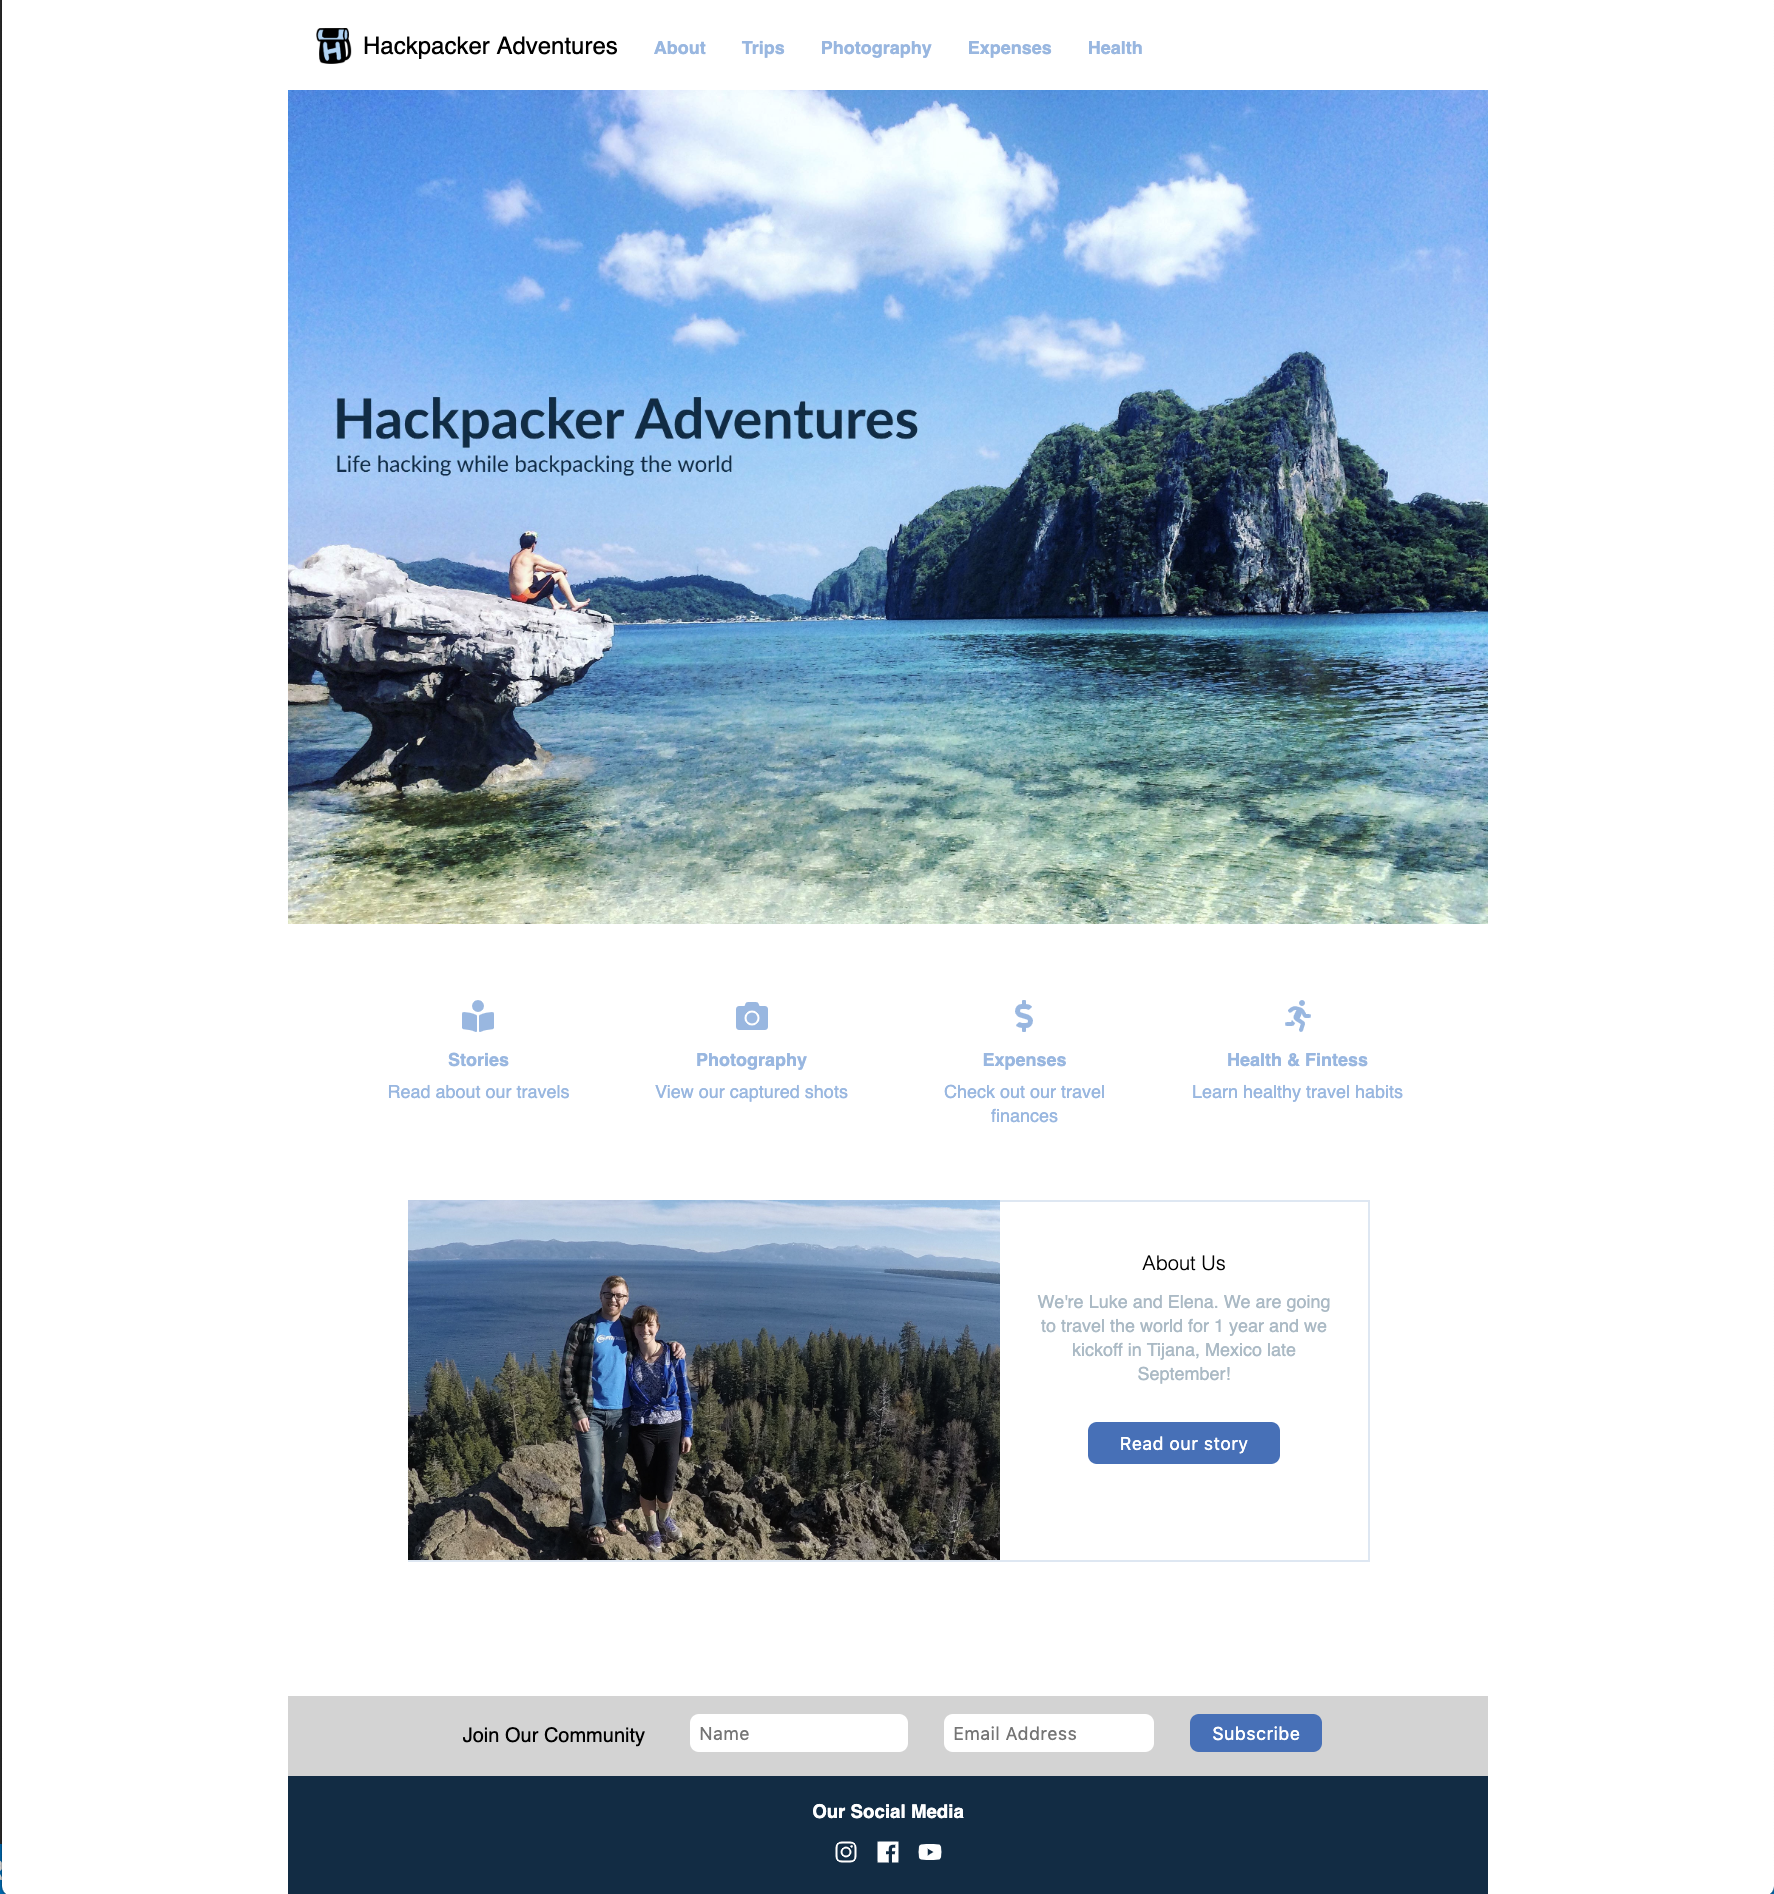 Hackpacker Adventures
About Trips Photography Expenses Health
Hackpacker Adventures
Life hacking while backpacking the world
Stories
Read about our travels
Photography
View our captured shots
Expenses
Check out our travel
finances
Health & Fintess
Learn healthy travel habits
About Us
We're Luke and Elena. We are going
to travel the world for 1 year and we
kickoff in Tijana, Mexico late
September!
Read our story
Join Our Community Name Email Address Subscribe
Our Social Media